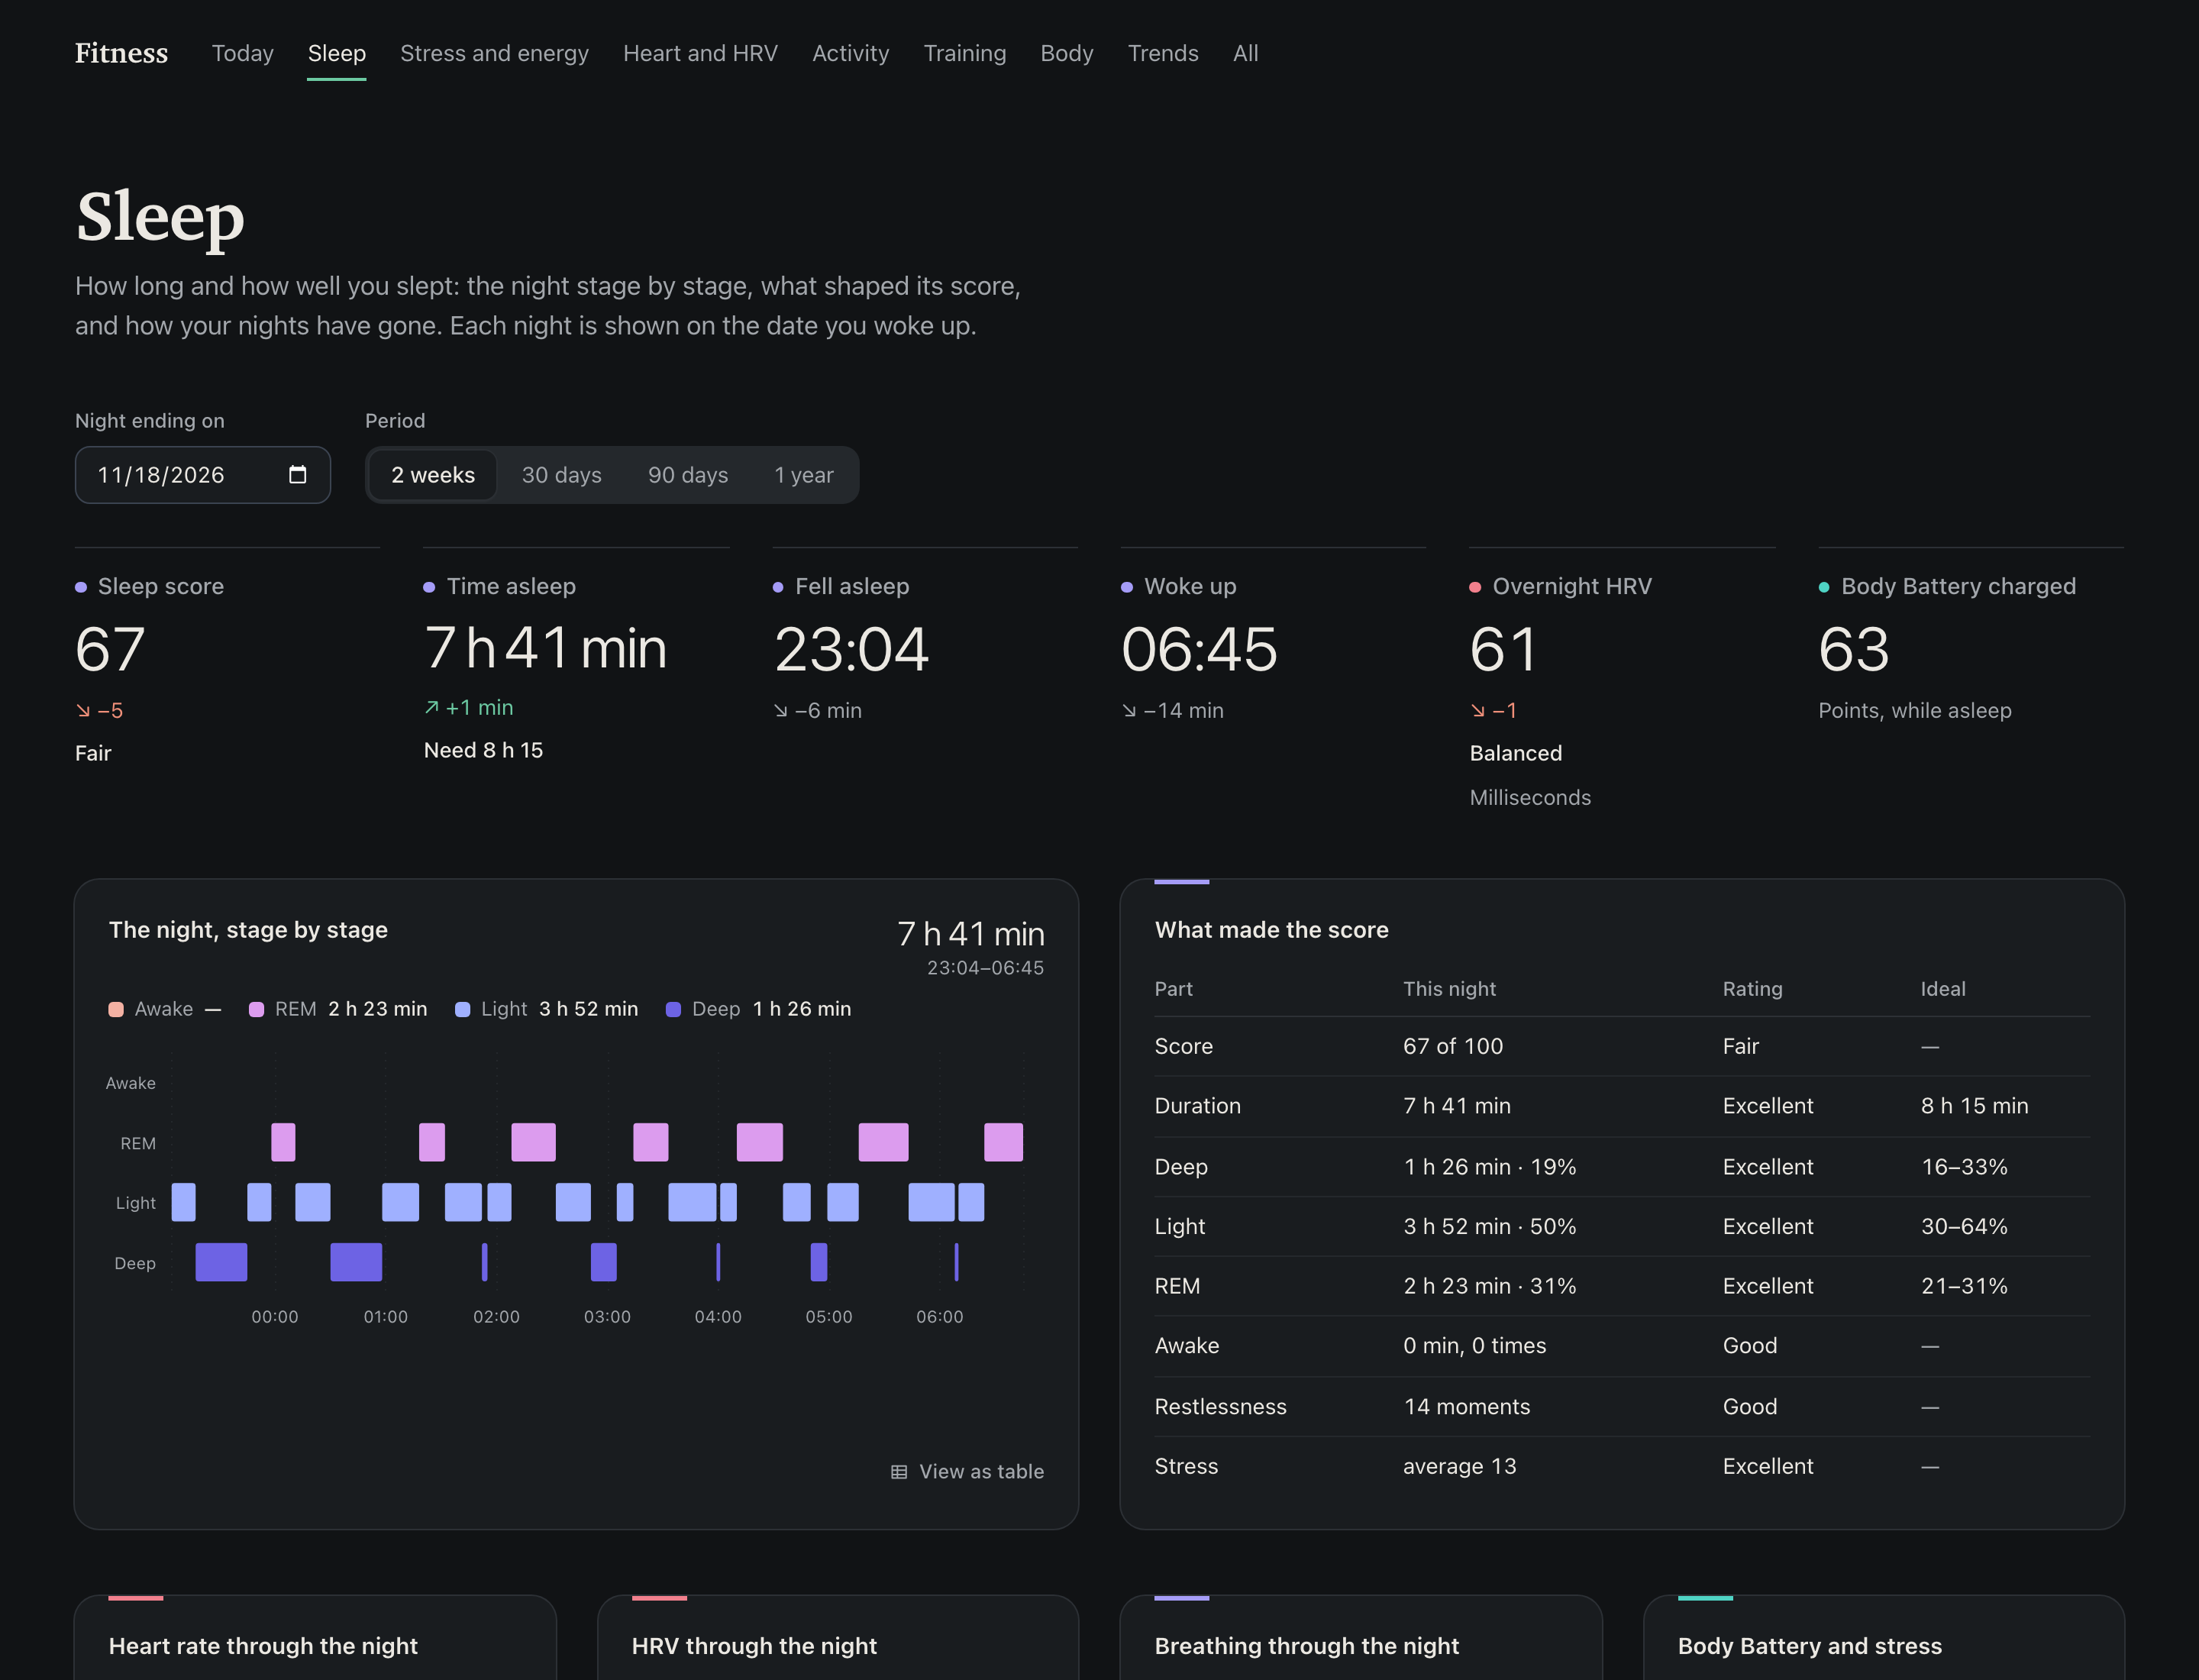 Fitness Today Sleep Stress and energy Heart and HRV Activity Training Body Trends All
Sleep
How long and how well you slept: the night stage by stage, what shaped its score,
and how your nights have gone. Each night is shown on the date you woke up.
Night ending on Period
11/18/2026 2 weeks 30 days 90 days 1 year
Sleep score Time asleep Fell asleep Woke up Overnight HRV Body Battery charged
67 7 h 41 min 23:04 06:45 61 63
↘ −5 ↗ +1 min ↘ −6 min ↘ −14 min ↘ −1 Points, while asleep
Fair Need 8 h 15 Balanced
Milliseconds
The night, stage by stage 7 h 41 min
23:04–06:45
Awake — REM 2 h 23 min Light 3 h 52 min Deep 1 h 26 min
Awake
REM
Light
Deep
00:00 01:00 02:00 03:00 04:00 05:00 06:00
View as table
What made the score
Part This night Rating Ideal
Score 67 of 100 Fair —
Duration 7 h 41 min Excellent 8 h 15 min
Deep 1 h 26 min · 19% Excellent 16–33%
Light 3 h 52 min · 50% Excellent 30–64%
REM 2 h 23 min · 31% Excellent 21–31%
Awake 0 min, 0 times Good —
Restlessness 14 moments Good —
Stress average 13 Excellent —
Heart rate through the night HRV through the night Breathing through the night Body Battery and stress